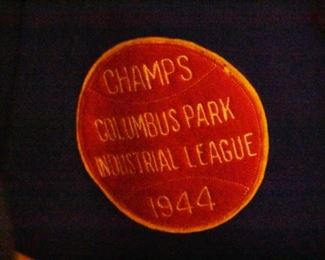 CHAMPS
COLUMBUS PARK
INDUSTRIAL LEAGUE
1944